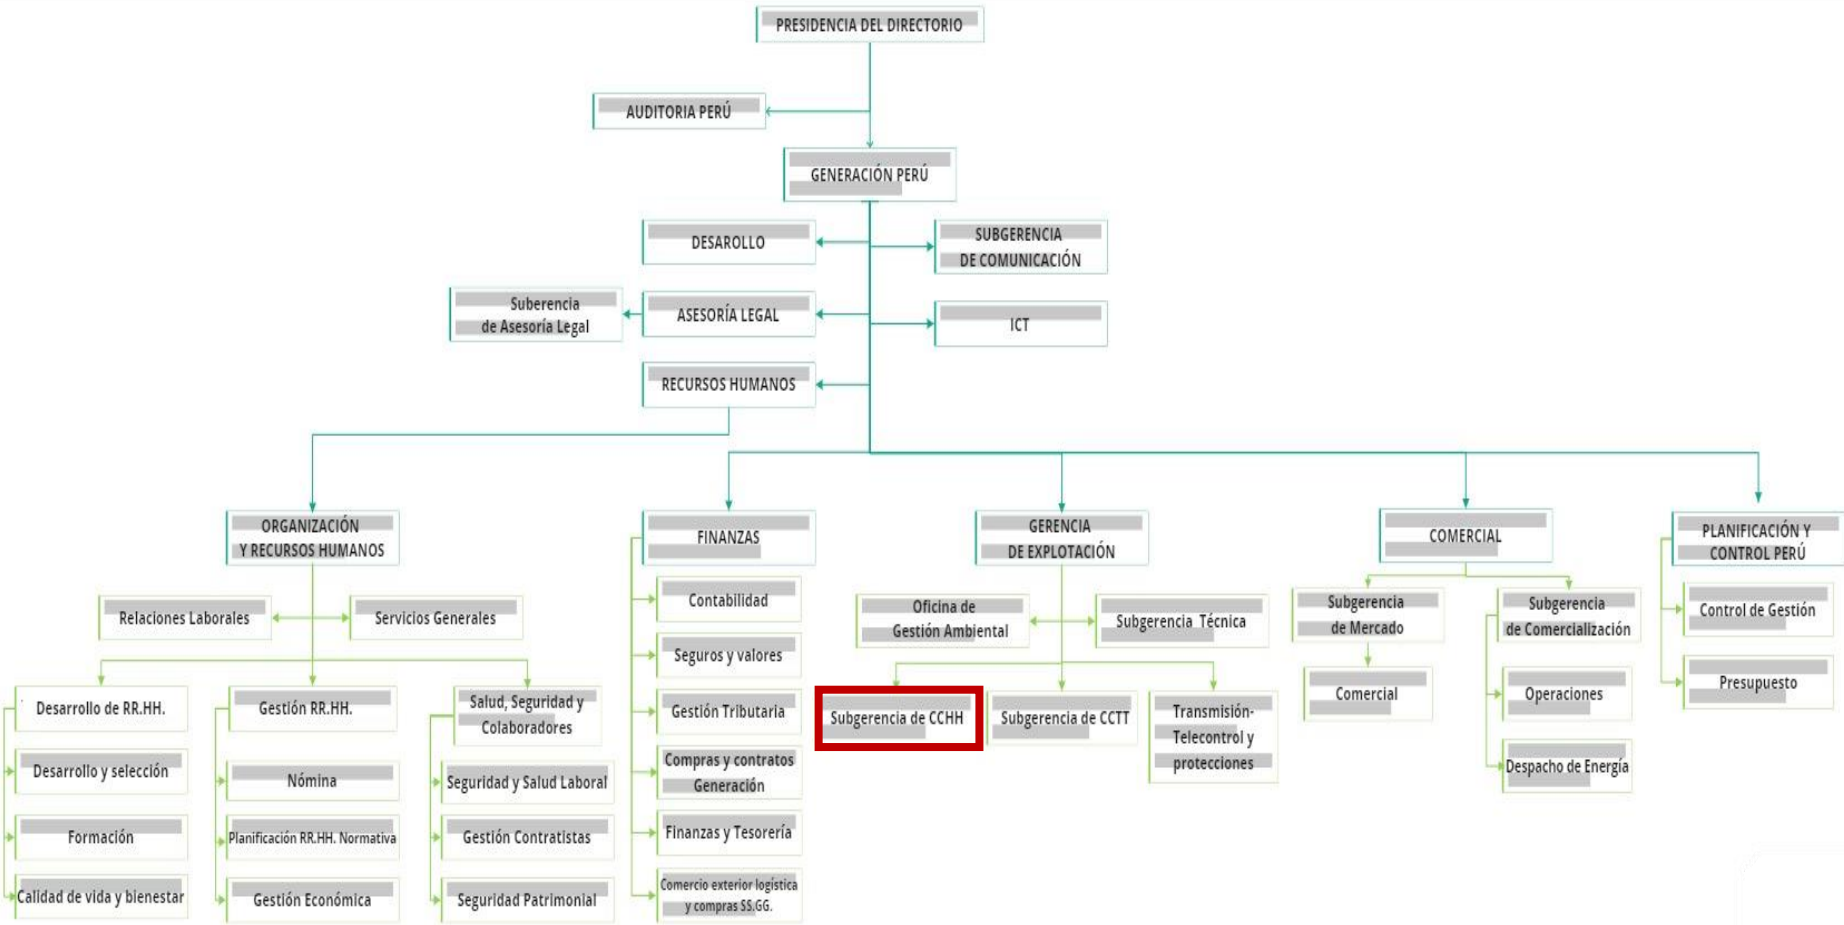 PRESIDENCIA DEL DIRECTORIO
AUDITORIA PERÚ
GENERACIÓN PERÚ
DESAROLLO
SUBGERENCIA
DE COMUNICACIÓN
Suberencia
de Asesoría Legal
ASESORÍA LEGAL
ICT
RECURSOS HUMANOS
ORGANIZACIÓN
Y RECURSOS HUMANOS
FINANZAS
GERENCIA
DE EXPLOTACIÓN
COMERCIAL
PLANIFICACIÓN Y
CONTROL PERÚ
Relaciones Laborales
Servicios Generales
Desarrollo de RR.HH.
Desarrollo y selección
Formación
Calidad de vida y bienestar
Gestión RR.HH.
Nómina
Planificación RR.HH. Normativa
Gestión Económica
Salud, Seguridad y
Colaboradores
Seguridad y Salud Laboral
Gestión Contratistas
Seguridad Patrimonial
Contabilidad
Seguros y valores
Gestión Tributaria
Compras y contratos
Generación
Finanzas y Tesorería
Comercio exterior logística
y compras SS.GG.
Oficina de
Gestión Ambiental
Subgerencia Técnica
Subgerencia de CCHH
Subgerencia de CCTT
Transmisión-
Telecontrol y
protecciones
Subgerencia
de Mercado
Comercial
Subgerencia
de Comercialización
Operaciones
Despacho de Energía
Control de Gestión
Presupuesto